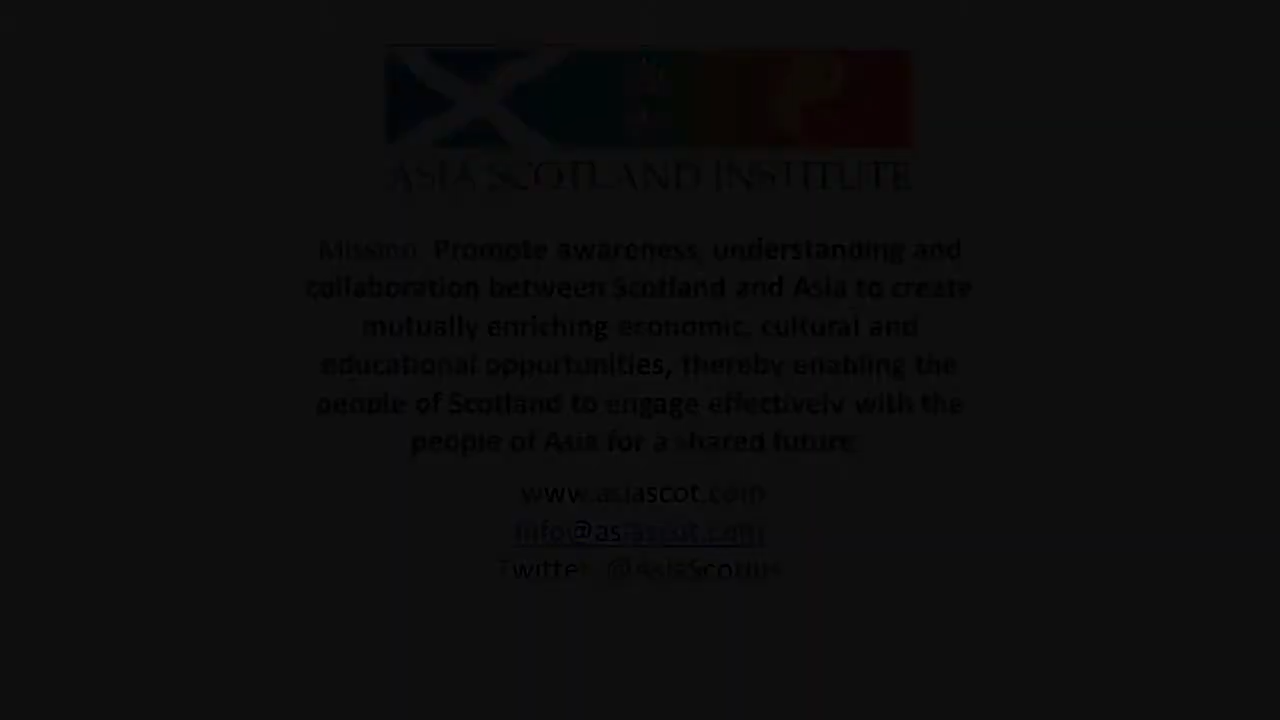 ASIA SCOTLAND INSTITUTE
Mission: Promote awareness, understanding and
collaboration between Scotland and Asia to create
mutually enriching economic, cultural and
educational opportunities, thereby enabling the
people of Scotland to engage effectively with the
people of Asia for a shared future
www.asiascot.com
info@asiascot.com
Twitter: